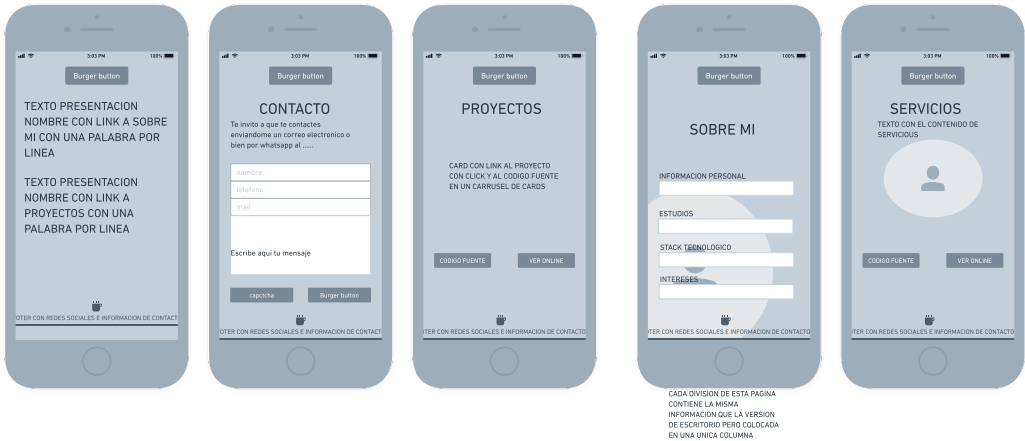 3:03 PM
100%
Burger button
TEXTO PRESENTACION
NOMBRE CON LINK A SOBRE
MI CON UNA PALABRA POR
LINEA
TEXTO PRESENTACION
NOMBRE CON LINK A
PROYECTOS CON UNA
PALABRA POR LINEA
OTER CON REDES SOCIALES E INFORMACION DE CONTACT
3:03 PM
100%
Burger button
CONTACTO
Te invito a que te contactes
enviandome un correo electronico o
bien por whatsapp al .....
nombre
telefono
mail
Escribe aqui tu mensaje
captcha
Burger button
OTER CON REDES SOCIALES E INFORMACION DE CONTACT
3:03 PM
100%
Burger button
PROYECTOS
CARD CON LINK AL PROYECTO
CON CLICK Y AL CODIGO FUENTE
EN UN CARRUSEL DE CARDS
CODIGO FUENTE
VER ONLINE
OTER CON REDES SOCIALES E INFORMACION DE CONTACTO
3:03 PM
100%
Burger button
SOBRE MI
INFORMACION PERSONAL
ESTUDIOS
STACK TECNOLOGICO
INTERESES
OTER CON REDES SOCIALES E INFORMACION DE CONTACTO
CADA DIVISION DE ESTA PAGINA
CONTIENE LA MISMA
INFORMACION QUE LA VERSION
DE ESCRITORIO PERO COLOCADA
EN UNA UNICA COLUMNA
3:03 PM
100%
Burger button
SERVICIOS
TEXTO CON EL CONTENIDO DE
SERVICIOUS
CODIGO FUENTE
VER ONLINE
OTER CON REDES SOCIALES E INFORMACION DE CONTACTO